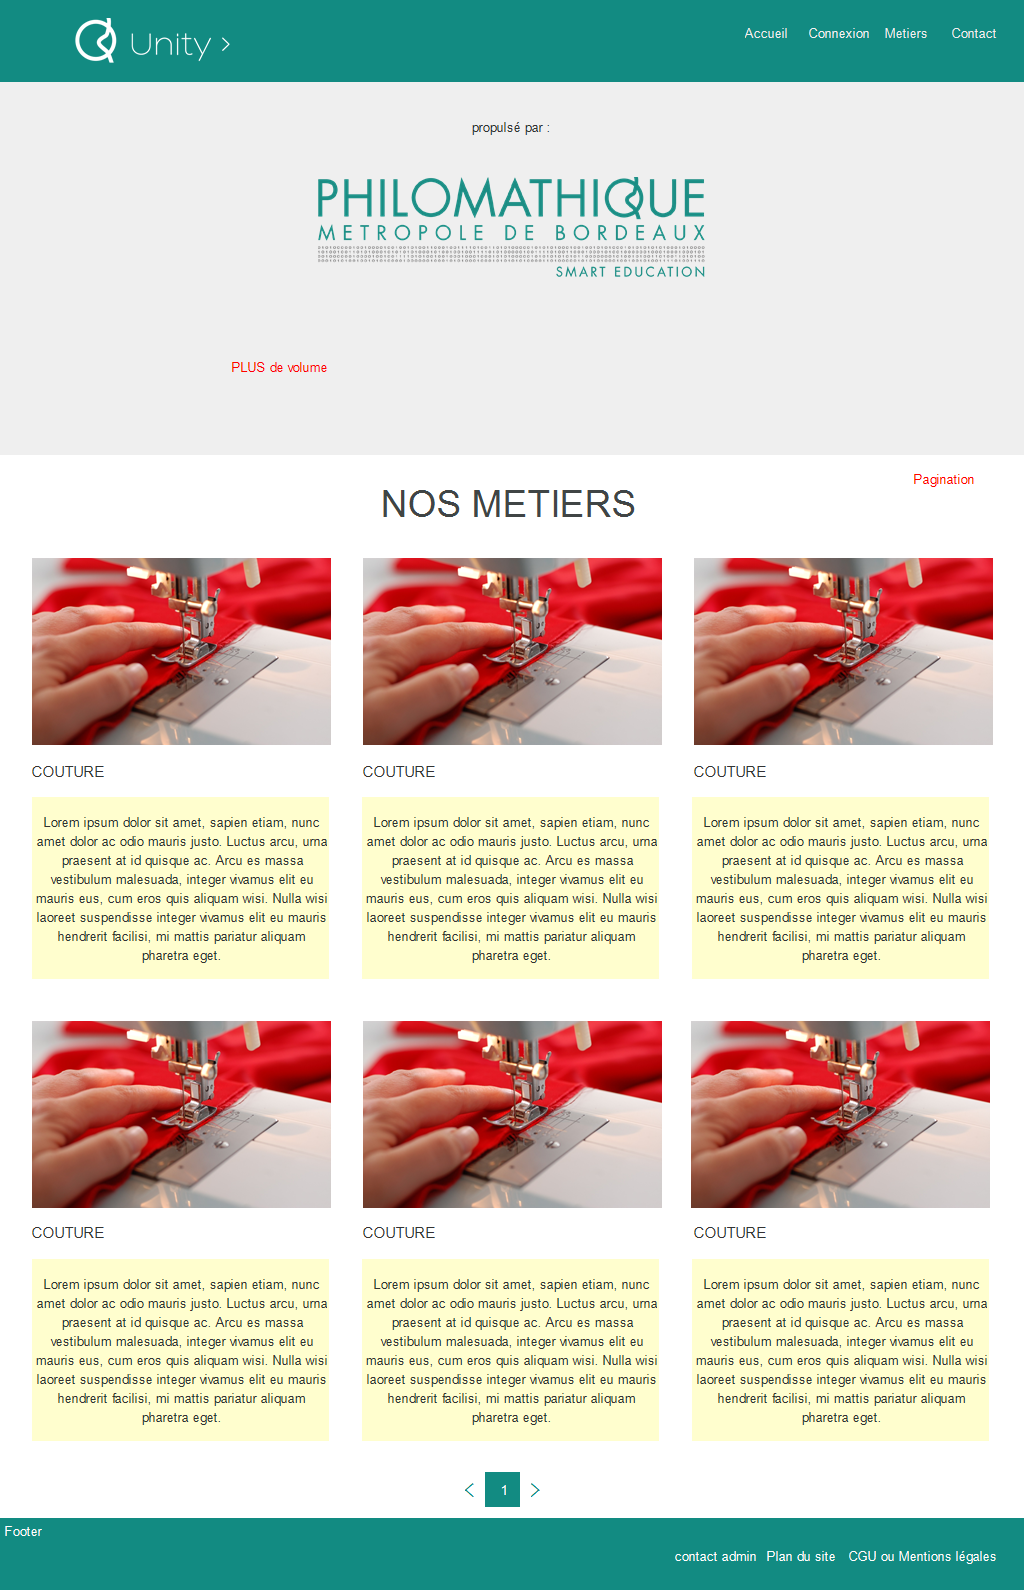 Unity >
Accueil Connexion Metiers Contact
propulsé par :
PHILOMATHIQUE
METROPOLE DE BORDEAUX
SMART EDUCATION
PLUS de volume
Pagination
NOS METIERS
COUTURE COUTURE COUTURE
Lorem ipsum dolor sit amet, sapien etiam, nunc
amet dolor ac odio mauris justo. Luctus arcu, urna
praesent at id quisque ac. Arcu es massa
vestibulum malesuada, integer vivamus elit eu
mauris eus, cum eros quis aliquam wisi. Nulla wisi
laoreet suspendisse integer vivamus elit eu mauris
hendrerit facilisi, mi mattis pariatur aliquam
pharetra eget.
Lorem ipsum dolor sit amet, sapien etiam, nunc
amet dolor ac odio mauris justo. Luctus arcu, urna
praesent at id quisque ac. Arcu es massa
vestibulum malesuada, integer vivamus elit eu
mauris eus, cum eros quis aliquam wisi. Nulla wisi
laoreet suspendisse integer vivamus elit eu mauris
hendrerit facilisi, mi mattis pariatur aliquam
pharetra eget.
Lorem ipsum dolor sit amet, sapien etiam, nunc
amet dolor ac odio mauris justo. Luctus arcu, urna
praesent at id quisque ac. Arcu es massa
vestibulum malesuada, integer vivamus elit eu
mauris eus, cum eros quis aliquam wisi. Nulla wisi
laoreet suspendisse integer vivamus elit eu mauris
hendrerit facilisi, mi mattis pariatur aliquam
pharetra eget.
COUTURE COUTURE COUTURE
Lorem ipsum dolor sit amet, sapien etiam, nunc
amet dolor ac odio mauris justo. Luctus arcu, urna
praesent at id quisque ac. Arcu es massa
vestibulum malesuada, integer vivamus elit eu
mauris eus, cum eros quis aliquam wisi. Nulla wisi
laoreet suspendisse integer vivamus elit eu mauris
hendrerit facilisi, mi mattis pariatur aliquam
pharetra eget.
Lorem ipsum dolor sit amet, sapien etiam, nunc
amet dolor ac odio mauris justo. Luctus arcu, urna
praesent at id quisque ac. Arcu es massa
vestibulum malesuada, integer vivamus elit eu
mauris eus, cum eros quis aliquam wisi. Nulla wisi
laoreet suspendisse integer vivamus elit eu mauris
hendrerit facilisi, mi mattis pariatur aliquam
pharetra eget.
Lorem ipsum dolor sit amet, sapien etiam, nunc
amet dolor ac odio mauris justo. Luctus arcu, urna
praesent at id quisque ac. Arcu es massa
vestibulum malesuada, integer vivamus elit eu
mauris eus, cum eros quis aliquam wisi. Nulla wisi
laoreet suspendisse integer vivamus elit eu mauris
hendrerit facilisi, mi mattis pariatur aliquam
pharetra eget.
< 1 >
Footer
contact admin Plan du site CGU ou Mentions légales